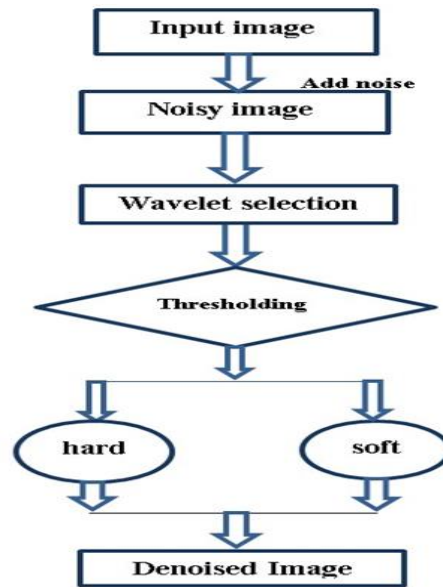 Input image
Add noise
Noisy image
Wavelet selection
Thresholding
hard
soft
Denoised Image